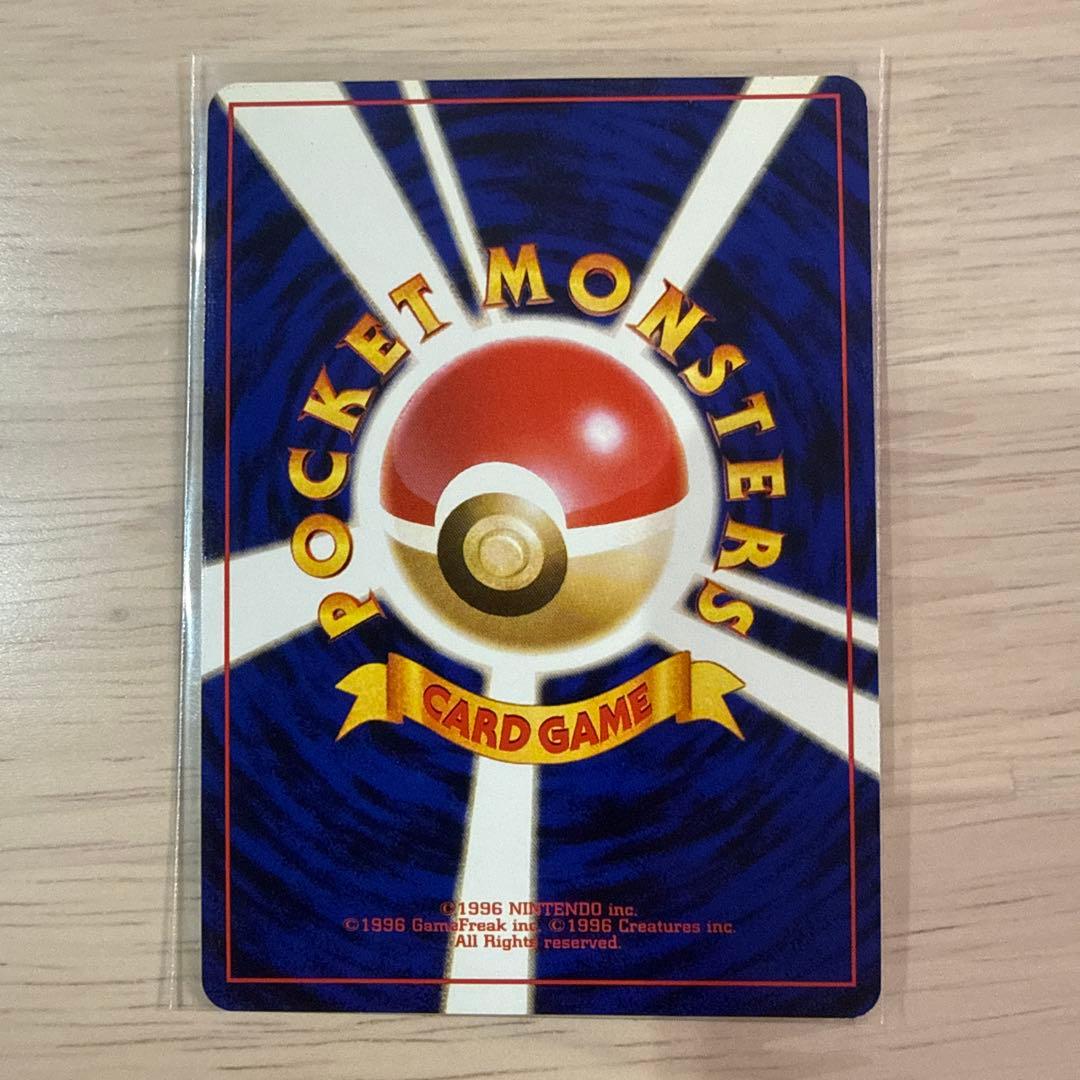 POCKET MONSTERS
CARD GAME
©1996 NINTENDO inc.
©1996 GameFreak inc. ©1996 Creatures inc.
All Rights reserved.